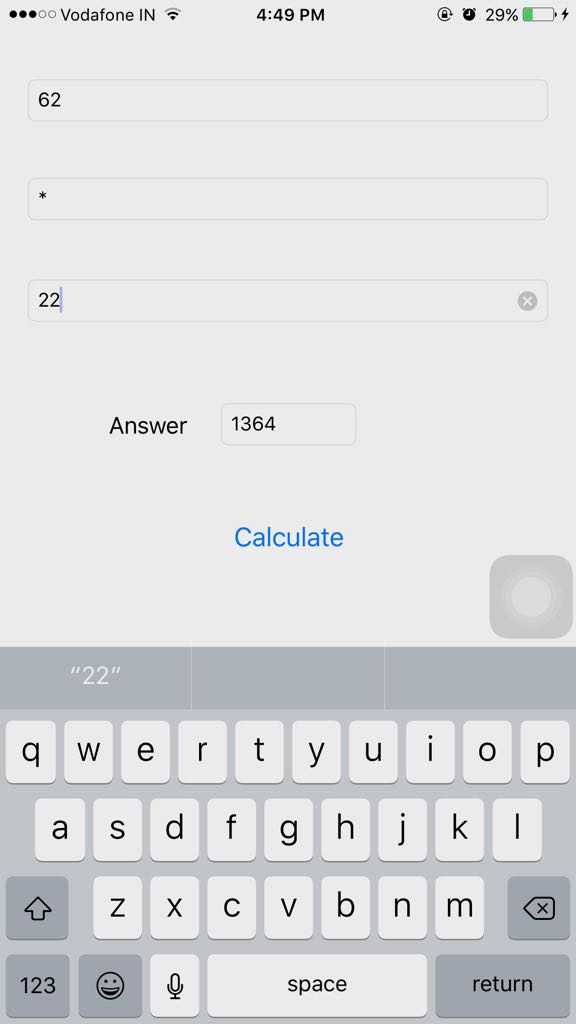 Vodafone IN 4:49 PM 29%
62
*
22
Answer 1364
Calculate
“22”
q w e r t y u i o p
a s d f g h j k l
z x c v b n m
123 space return